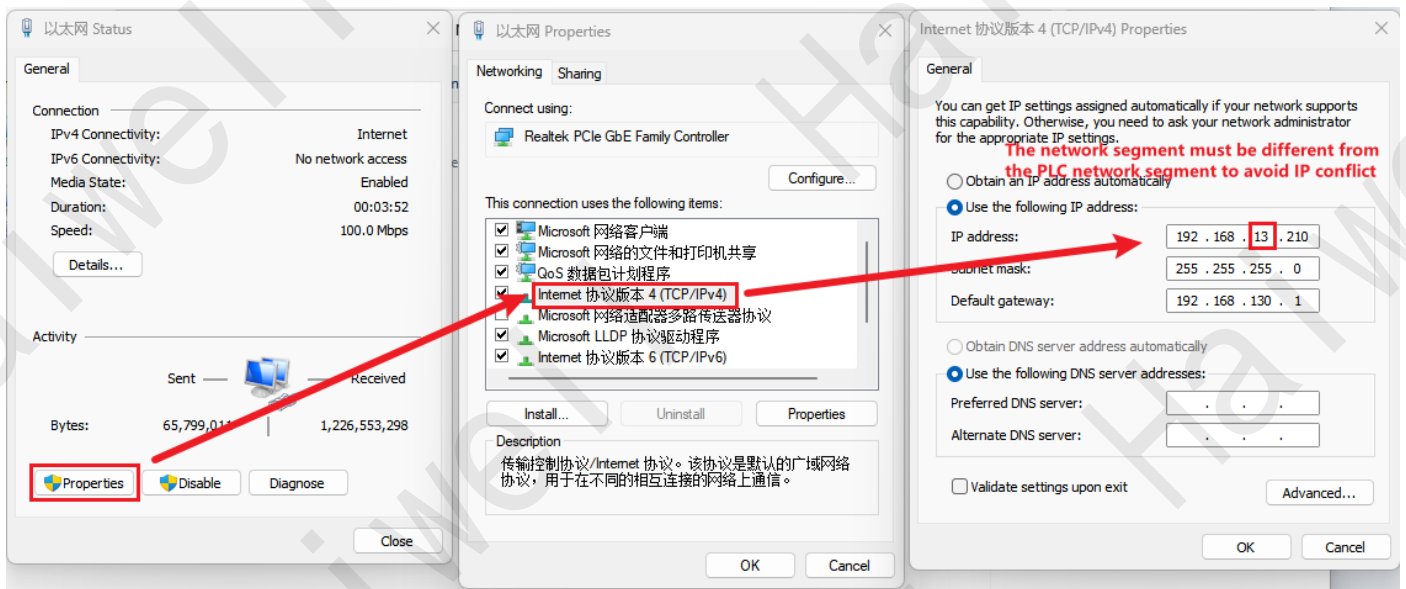 以太网 Status
General
Connection
IPv4 Connectivity: Internet
IPv6 Connectivity: No network access
Media State: Enabled
Duration: 00:03:52
Speed: 100.0 Mbps
Details...
Activity
Sent — — Received
Bytes: 65,799,011 | 1,226,553,298
Properties Disable Diagnose
Close
以太网 Properties
Networking Sharing
Connect using:
Realtek PCIe GbE Family Controller
Configure...
This connection uses the following items:
Microsoft 网络客户端
Microsoft 网络的文件和打印机共享
QoS 数据包计划程序
Internet 协议版本 4 (TCP/IPv4)
Microsoft 网络适配器多路传送器协议
Microsoft LLDP 协议驱动程序
Internet 协议版本 6 (TCP/IPv6)
Install... Uninstall Properties
Description
传输控制协议/Internet 协议。该协议是默认的广域网络
协议，用于在不同的相互连接的网络上通信。
OK Cancel
Internet 协议版本 4 (TCP/IPv4) Properties
General
You can get IP settings assigned automatically if your network supports
this capability. Otherwise, you need to ask your network administrator
for the appropriate IP settings.
The network segment must be different from
the PLC network segment to avoid IP conflict
Obtain an IP address automatically
Use the following IP address:
IP address: 192 . 168 . 13 . 210
Subnet mask: 255 . 255 . 255 . 0
Default gateway: 192 . 168 . 130 . 1
Obtain DNS server address automatically
Use the following DNS server addresses:
Preferred DNS server: . . .
Alternate DNS server: . . .
Validate settings upon exit
Advanced...
OK Cancel